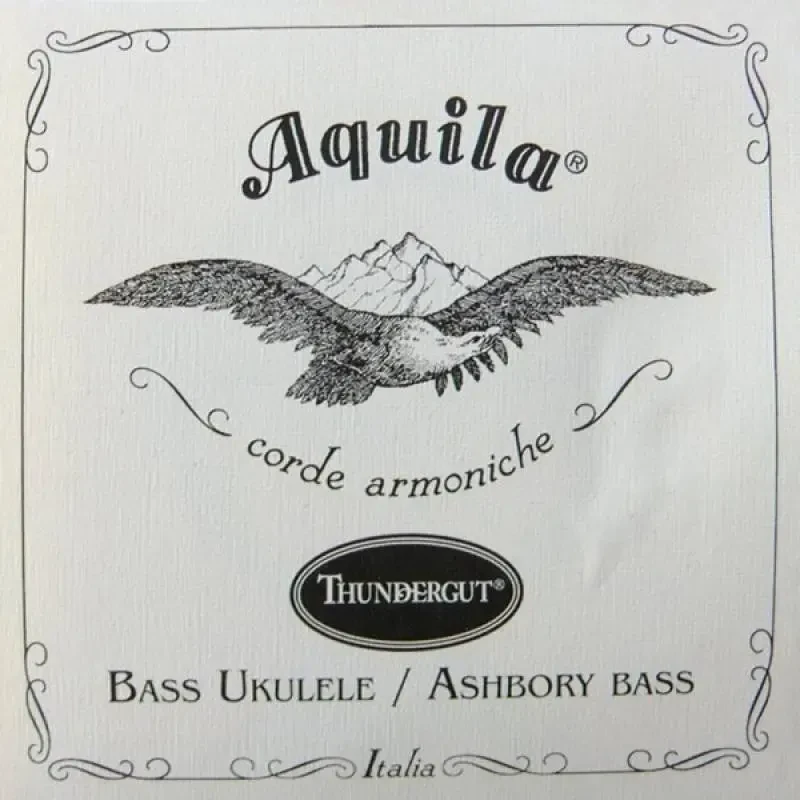 Aquila®
corde armoniche
THUNDERGUT®
BASS UKULELE / ASHBORY BASS
Italia